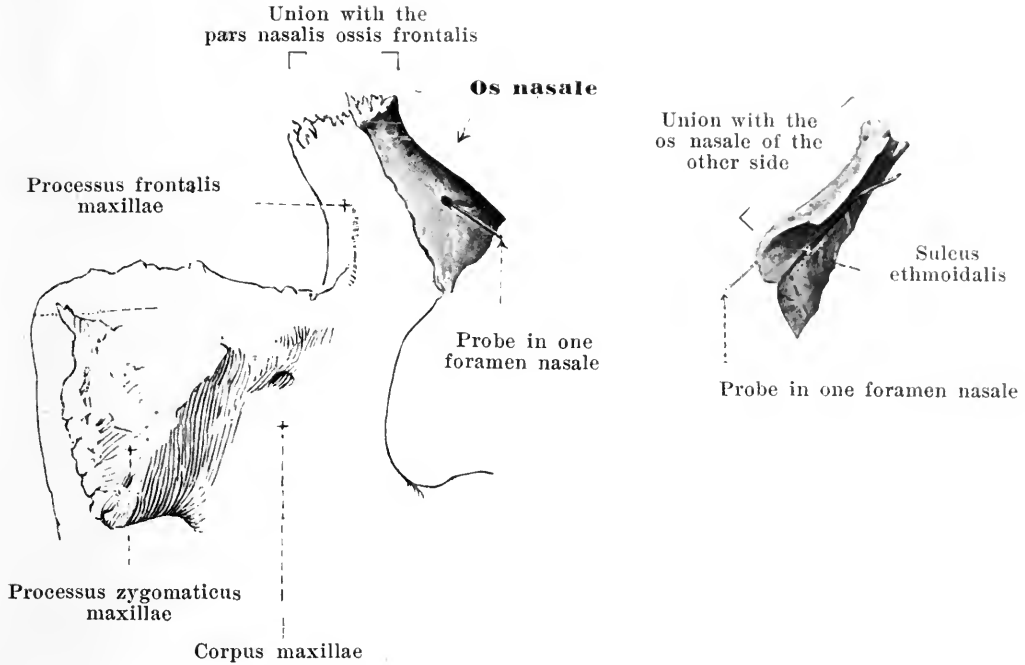 Union with the
pars nasalis ossis frontalis
Os nasale
Union with the
os nasale of the
other side
Processus frontalis
maxillae
Sulcus
ethmoidalis
Probe in one
foramen nasale
Probe in one foramen nasale
Processus zygomaticus
maxillae
Corpus maxillae